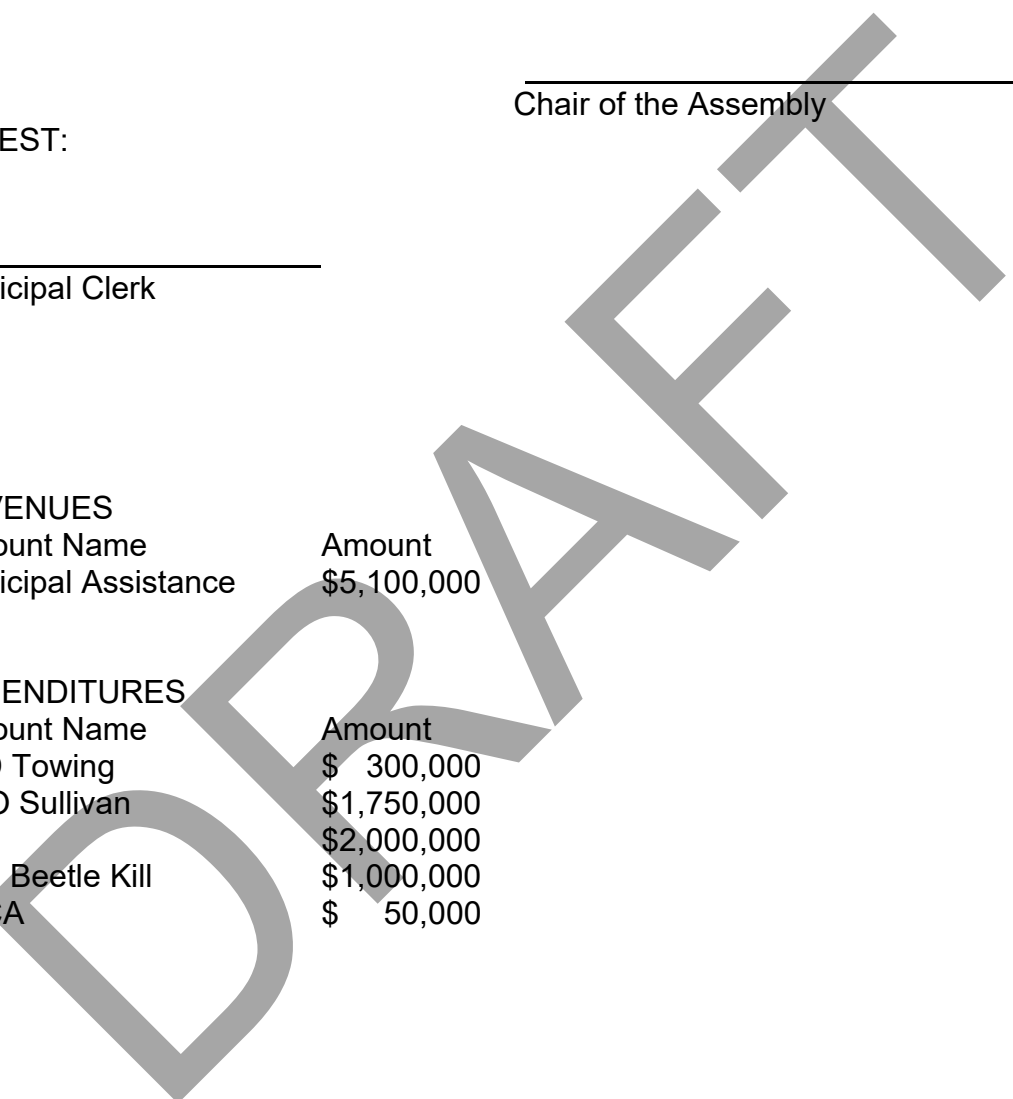 Chair of the Assembly
EST:
icipal Clerk
VENUES
ount Name Amount
icipal Assistance $5,100,000
ENDITURES
ount Name Amount
Towing $ 300,000
Sullivan $1,750,000
$2,000,000
Beetle Kill $1,000,000
CA $ 50,000
DRAFT